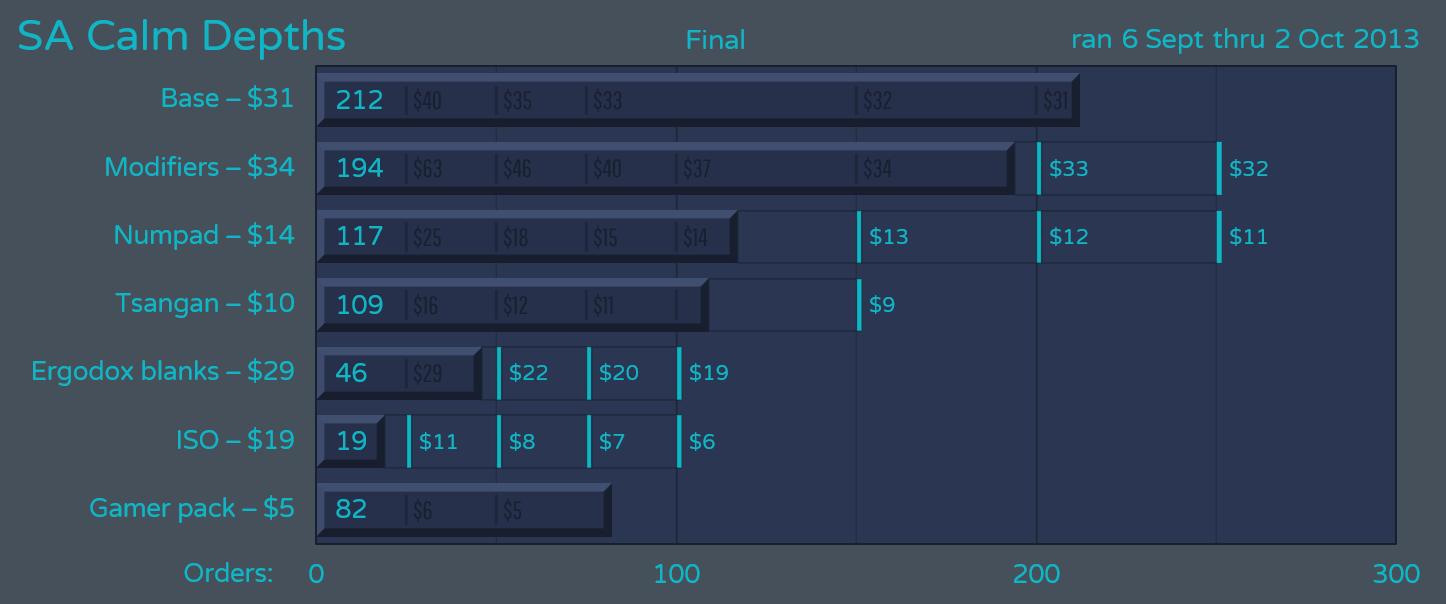 SA Calm Depths Final ran 6 Sept thru 2 Oct 2013
Base – $31 212 $40 $35 $33 $32 $31
Modifiers – $34 194 $63 $46 $40 $37 $34 $33 $32
Numpad – $14 117 $25 $18 $15 $14 $13 $12 $11
Tsangan – $10 109 $16 $12 $11 $9
Ergodox blanks – $29 46 $29 $22 $20 $19
ISO – $19 19 $11 $8 $7 $6
Gamer pack – $5 82 $6 $5
Orders: 0 100 200 300